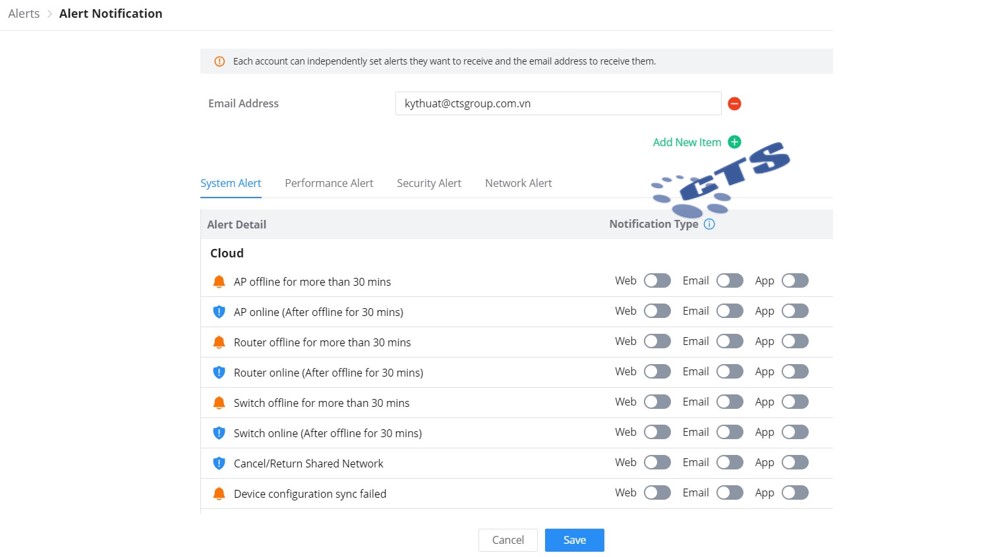 Alerts > Alert Notification
Each account can independently set alerts they want to receive and the email address to receive them.
Email Address kythuat@ctsgroup.com.vn
Add New Item
CTS
System Alert Performance Alert Security Alert Network Alert
Alert Detail Notification Type
Cloud
AP offline for more than 30 mins Web Email App
AP online (After offline for 30 mins) Web Email App
Router offline for more than 30 mins Web Email App
Router online (After offline for 30 mins) Web Email App
Switch offline for more than 30 mins Web Email App
Switch online (After offline for 30 mins) Web Email App
Cancel/Return Shared Network Web Email App
Device configuration sync failed Web Email App
Cancel Save